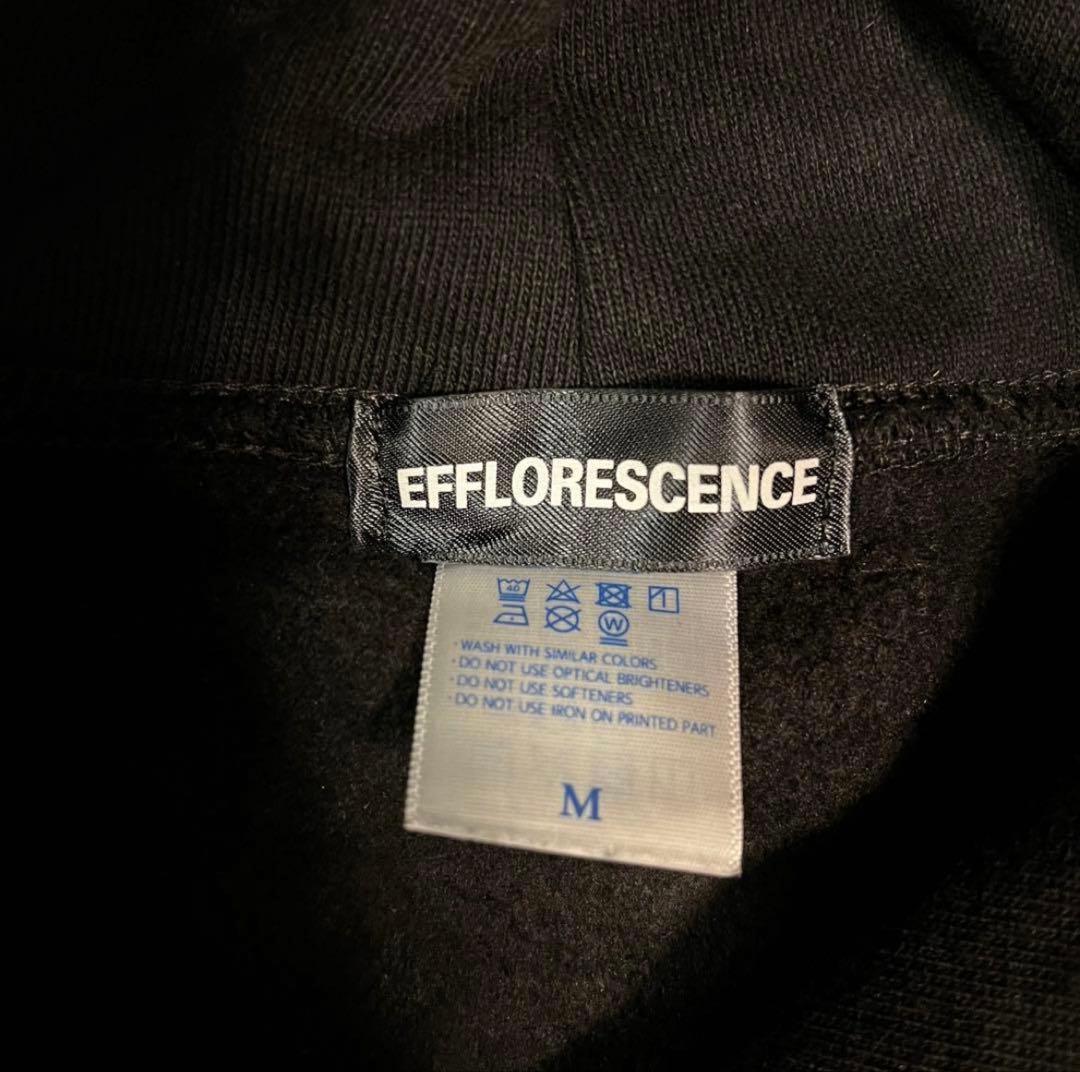 EFFLORESCENCE
40
W
· WASH WITH SIMILAR COLORS
· DO NOT USE OPTICAL BRIGHTENERS
· DO NOT USE SOFTENERS
· DO NOT USE IRON ON PRINTED PART
M